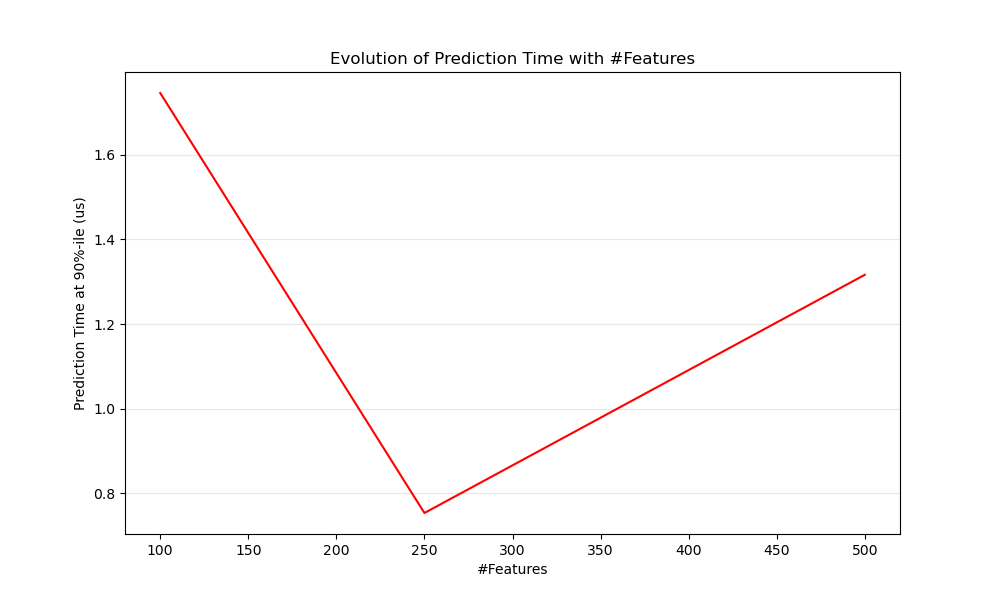 Evolution of Prediction Time with #Features
Prediction Time at 90%-ile (us)
1.6
1.4
1.2
1.0
0.8
100 150 200 250 300 350 400 450 500
#Features